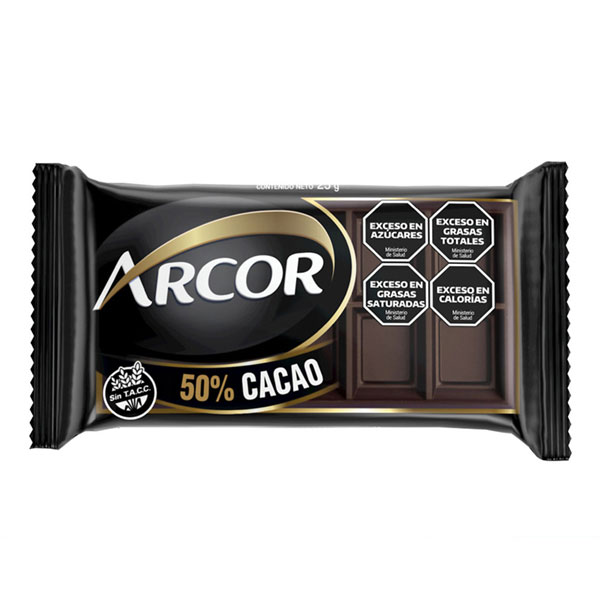 CONTENIDO NETO 25 g
ARCOR
50% CACAO
Sin T.A.C.C.
EXCESO EN
AZÚCARES
Ministerio
de Salud
EXCESO EN
GRASAS
TOTALES
Ministerio
de Salud
EXCESO EN
GRASAS
SATURADAS
Ministerio
de Salud
EXCESO EN
CALORÍAS
Ministerio
de Salud